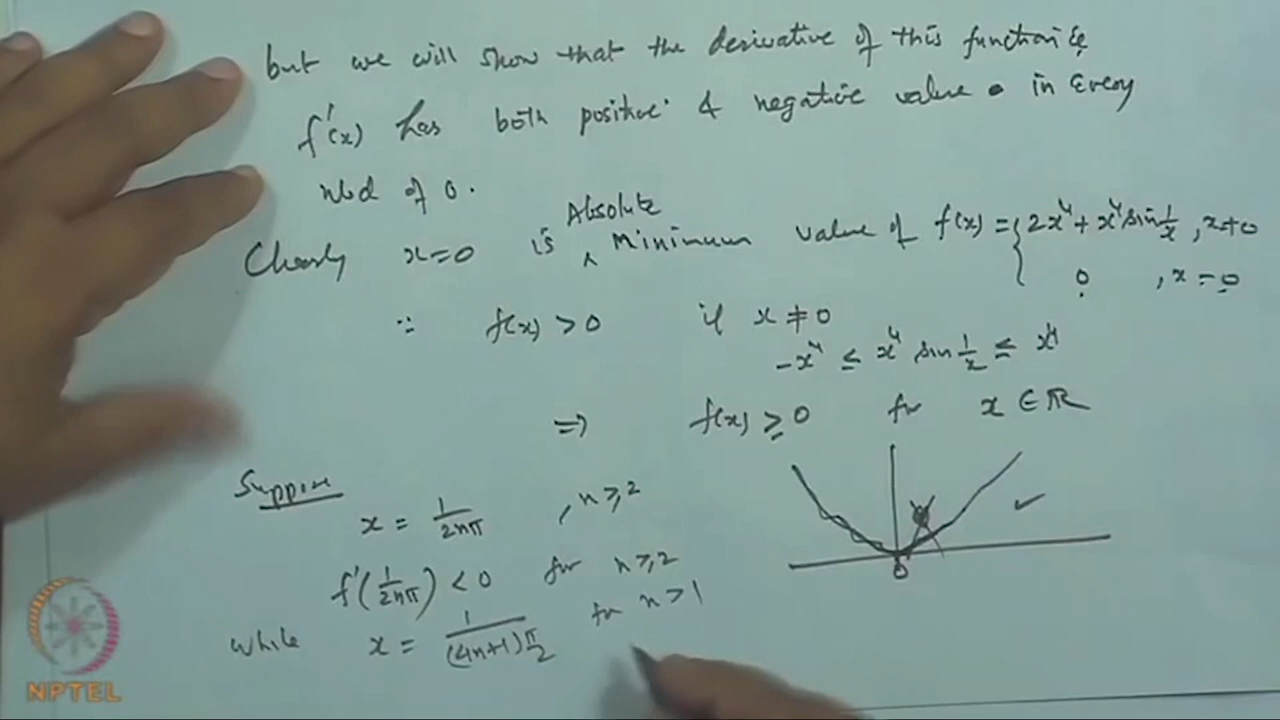 but we will show that the derivative of this function ie
f'(x) has both positive & negative value in every
nbd of 0.
Clearly x=0 is Absolute Minimum value of f(x) = { 2x⁴ + x⁴ sin 1/x , x≠0
0 , x = 0
∵ f(x) > 0 if x ≠ 0
-x⁴ ≤ x⁴ sin 1/x ≤ x⁴
⇒ f(x) ≥ 0 for x ∈ ℝ
Suppose
x = 1/2nπ , n ≥ 2
f'(1/2nπ) < 0 for n ≥ 2
while x = 1/(4n+1)π/2 for n > 1
0
NPTEL